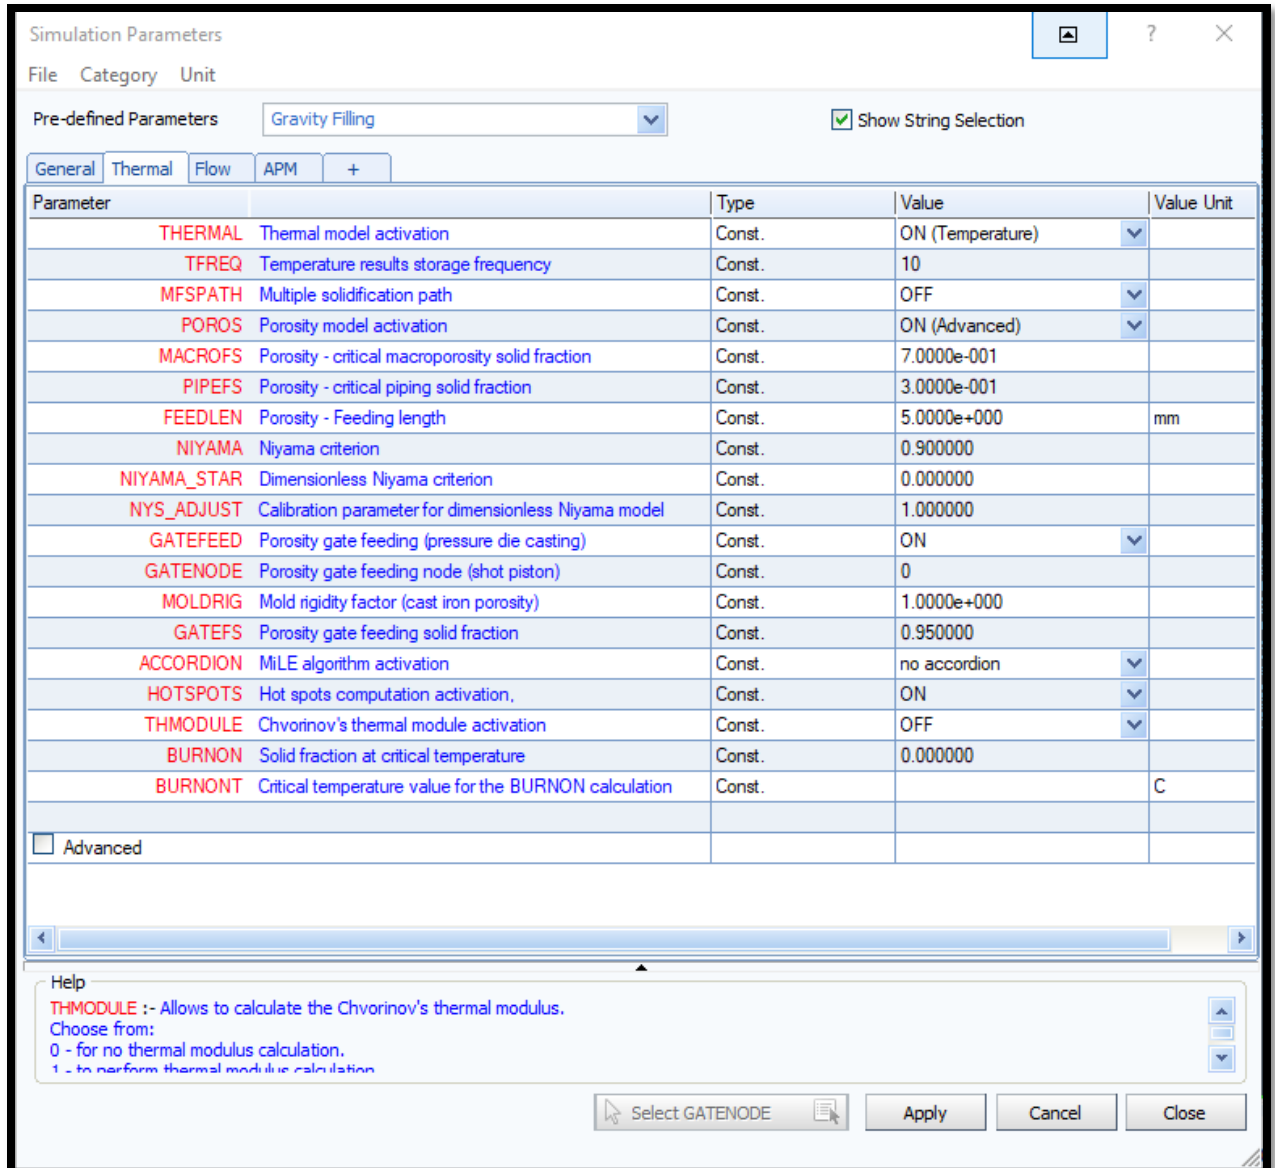 Simulation Parameters ?
File Category Unit
Pre-defined Parameters Gravity Filling Show String Selection
General Thermal Flow APM +
Parameter Type Value Value Unit
THERMAL Thermal model activation Const. ON (Temperature)
TFREQ Temperature results storage frequency Const. 10
MFSPATH Multiple solidification path Const. OFF
POROS Porosity model activation Const. ON (Advanced)
MACROFS Porosity - critical macroporosity solid fraction Const. 7.0000e-001
PIPEFS Porosity - critical piping solid fraction Const. 3.0000e-001
FEEDLEN Porosity - Feeding length Const. 5.0000e+000 mm
NIYAMA Niyama criterion Const. 0.900000
NIYAMA_STAR Dimensionless Niyama criterion Const. 0.000000
NYS_ADJUST Calibration parameter for dimensionless Niyama model Const. 1.000000
GATEFEED Porosity gate feeding (pressure die casting) Const. ON
GATENODE Porosity gate feeding node (shot piston) Const. 0
MOLDRIG Mold rigidity factor (cast iron porosity) Const. 1.0000e+000
GATEFS Porosity gate feeding solid fraction Const. 0.950000
ACCORDION MiLE algorithm activation Const. no accordion
HOTSPOTS Hot spots computation activation, Const. ON
THMODULE Chvorinov's thermal module activation Const. OFF
BURNON Solid fraction at critical temperature Const. 0.000000
BURNONT Critical temperature value for the BURNON calculation Const. C
Advanced
Help
THMODULE :- Allows to calculate the Chvorinov's thermal modulus.
Choose from:
0 - for no thermal modulus calculation.
1 - to perform thermal modulus calculation
Select GATENODE Apply Cancel Close